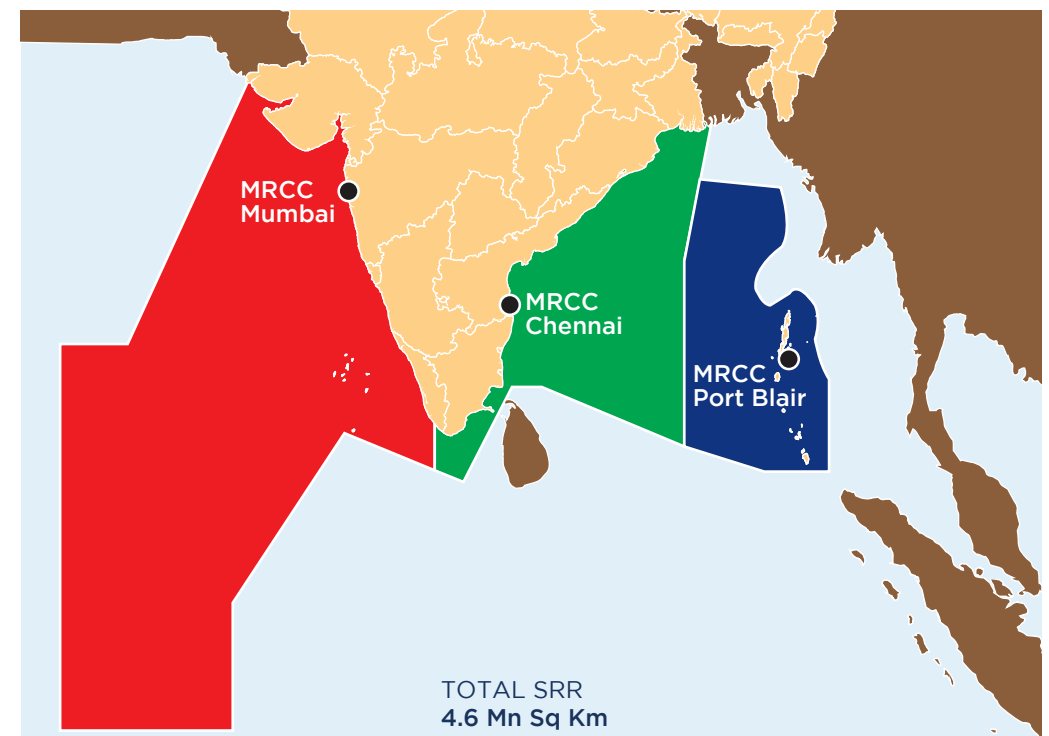 MRCC
Mumbai
MRCC
Chennai
MRCC
Port Blair
TOTAL SRR
4.6 Mn Sq Km